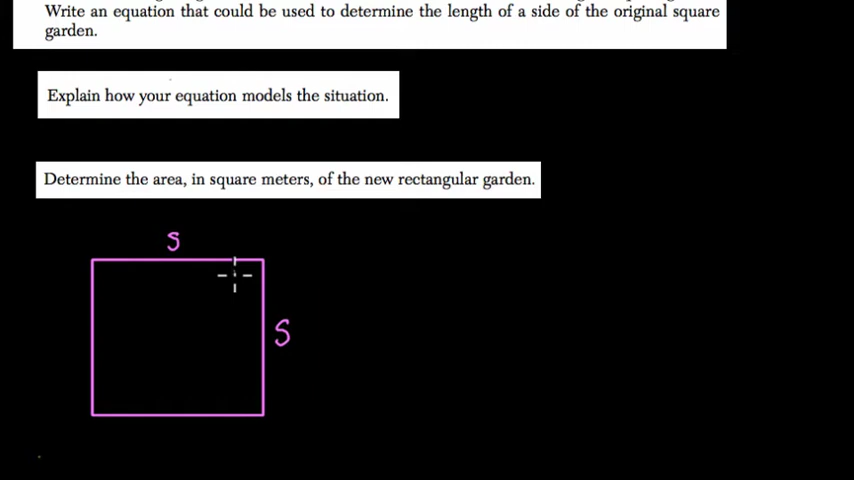 Write an equation that could be used to determine the length of a side of the original square
garden.
Explain how your equation models the situation.
Determine the area, in square meters, of the new rectangular garden.
S
S